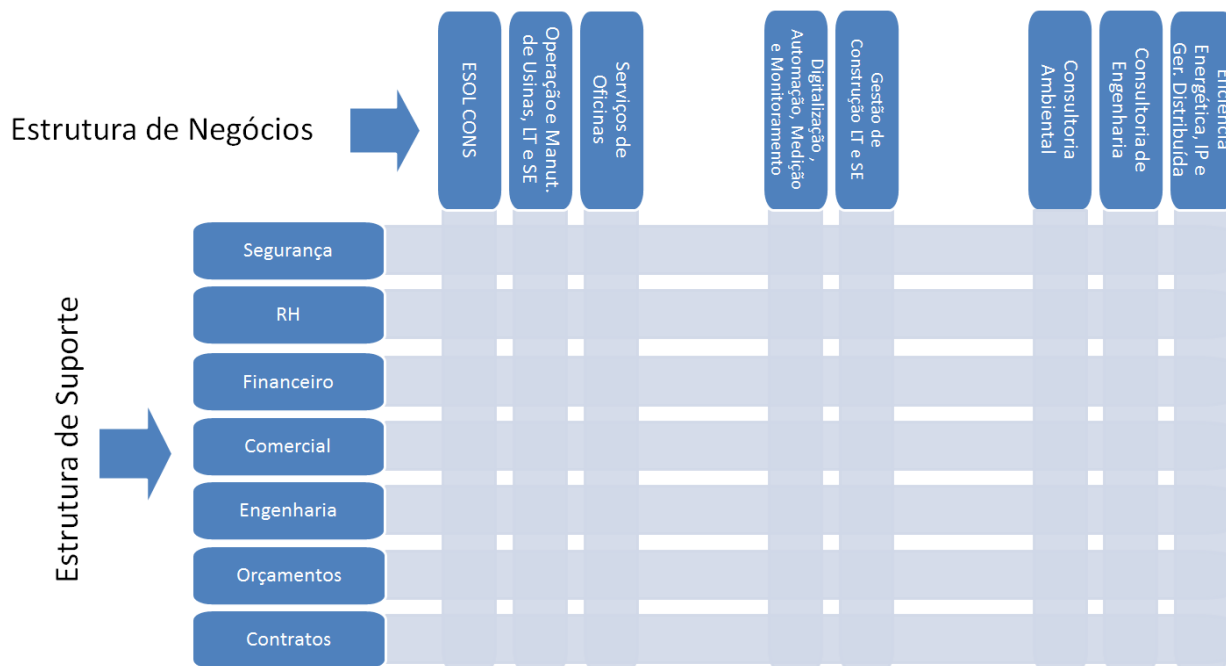 Estrutura de Negócios
ESOL CONS
Operação e Manut.
de Usinas, LT e SE
Serviços de
Oficinas
Digitalização ,
Automação, Medição
e Monitoramento
Gestão de
Construção LT e SE
Consultoria
Ambiental
Consultoria de
Engenharia
Energética, IP e
Ger. Distribuída
Estrutura de Suporte
Segurança
RH
Financeiro
Comercial
Engenharia
Orçamentos
Contratos